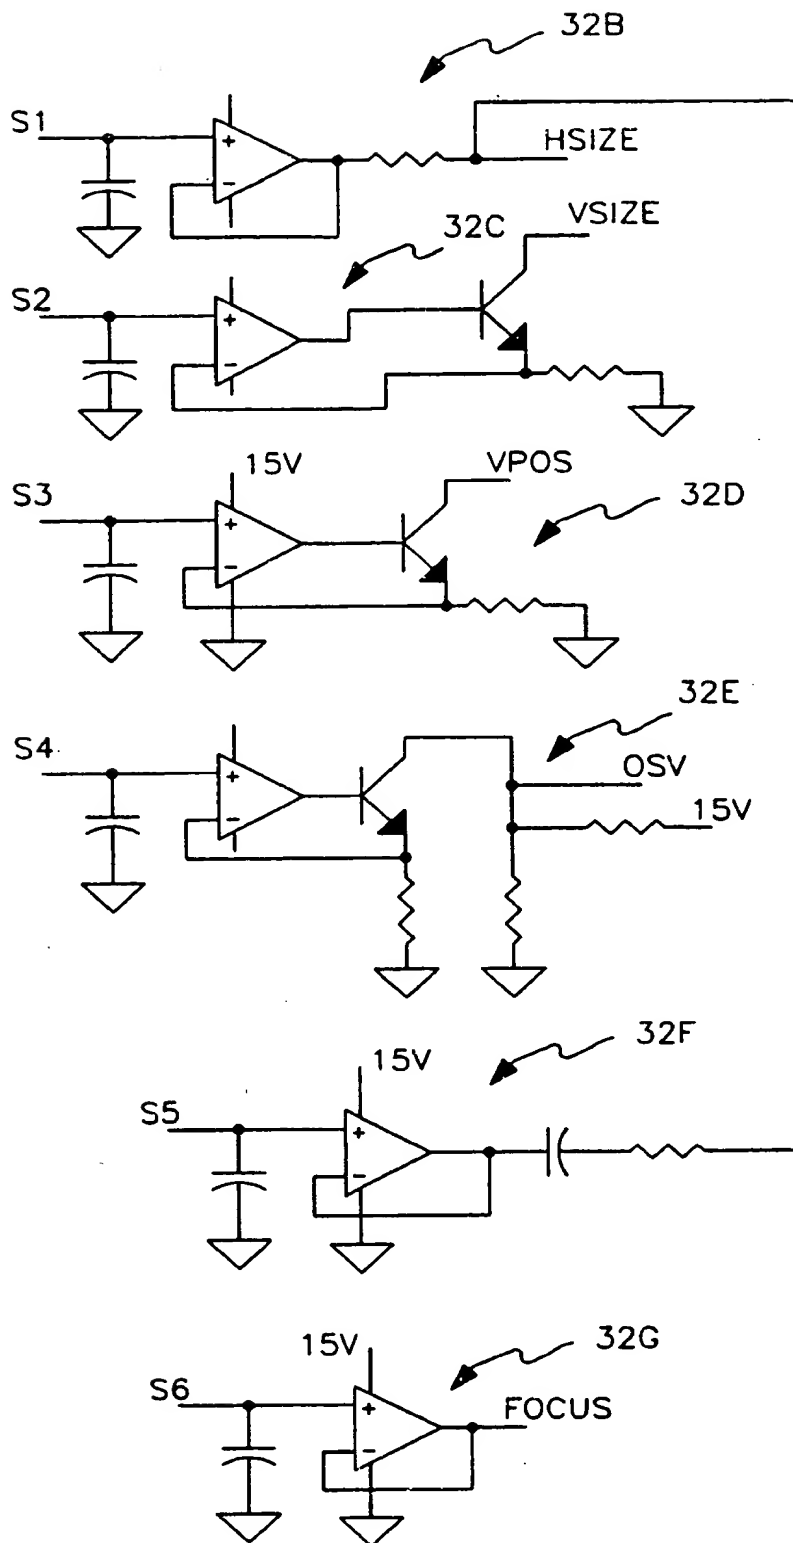 32B
S1
+
-
HSIZE
VSIZE
32C
S2
+
-
15V
VPOS
S3
32D
+
-
32E
S4
+
-
OSV
15V
32F
15V
S5
+
-
32G
15V
S6
+
-
FOCUS